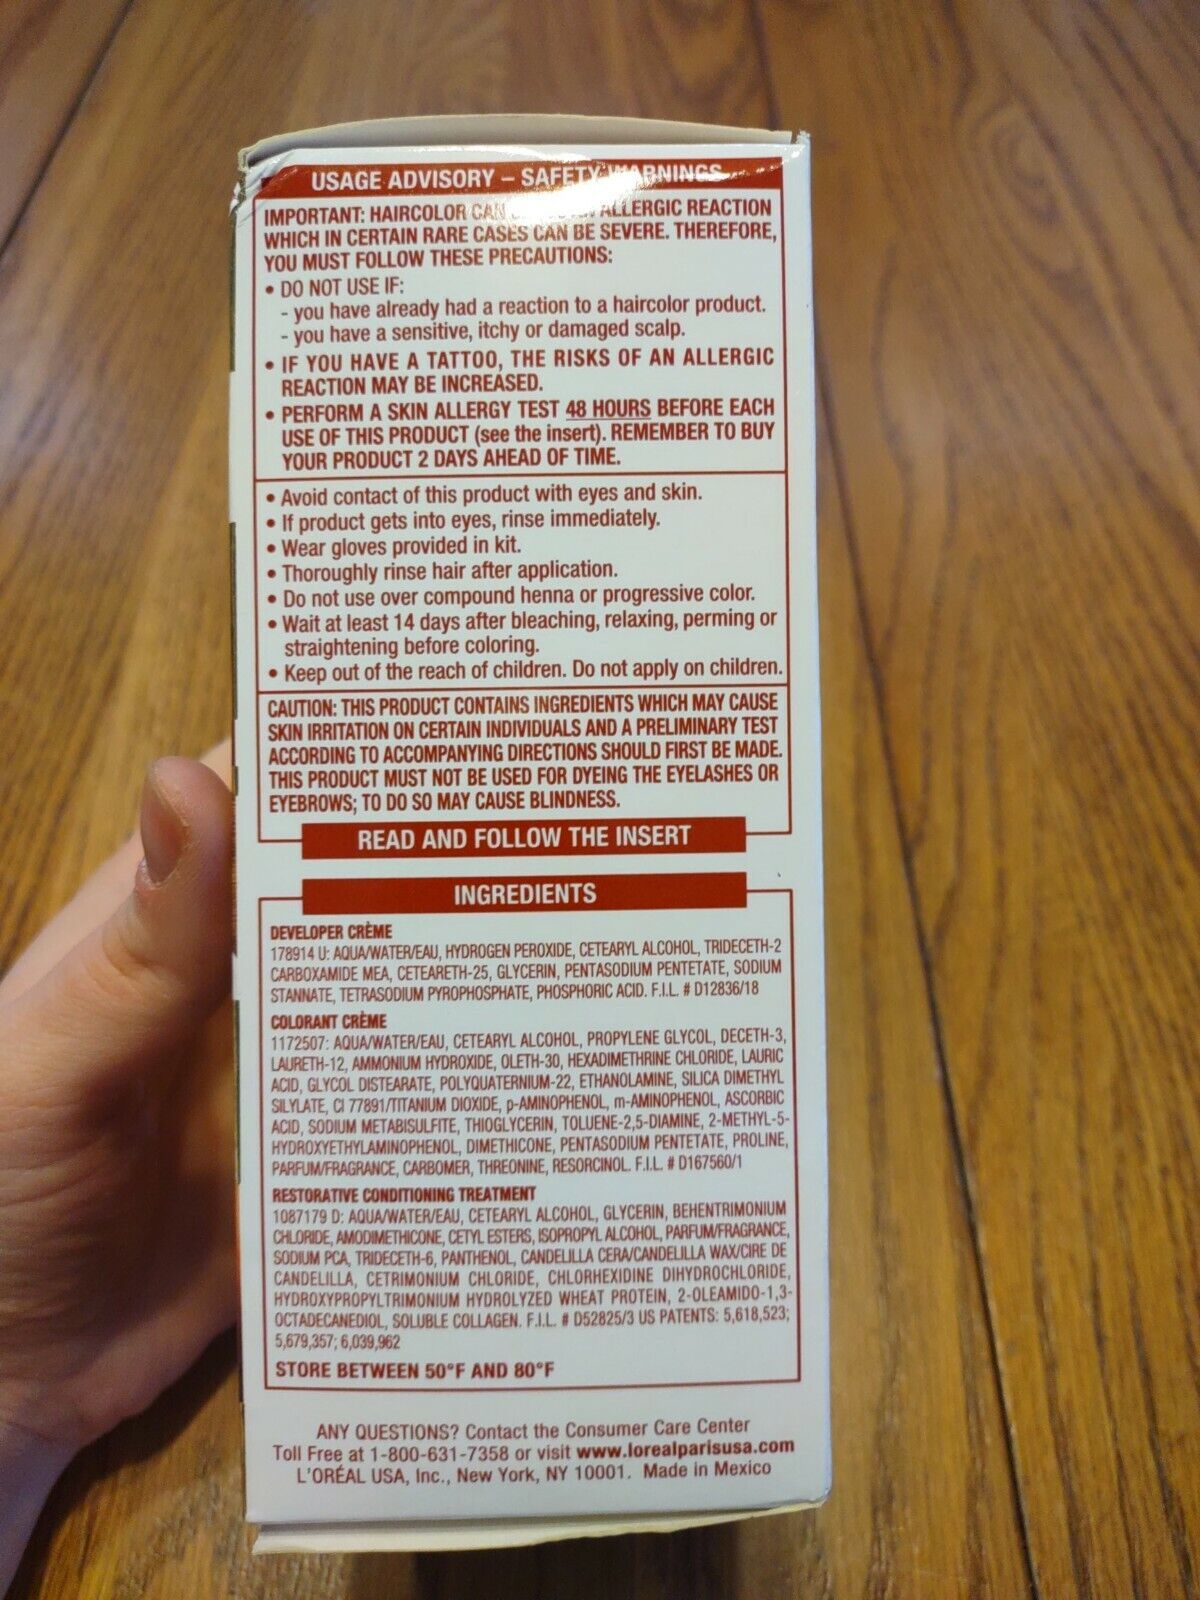 USAGE ADVISORY – SAFETY WARNINGS
IMPORTANT: HAIRCOLOR CAN ALLERGIC REACTION
WHICH IN CERTAIN RARE CASES CAN BE SEVERE. THEREFORE,
YOU MUST FOLLOW THESE PRECAUTIONS:
• DO NOT USE IF:
- you have already had a reaction to a haircolor product.
- you have a sensitive, itchy or damaged scalp.
• IF YOU HAVE A TATTOO, THE RISKS OF AN ALLERGIC
REACTION MAY BE INCREASED.
• PERFORM A SKIN ALLERGY TEST 48 HOURS BEFORE EACH
USE OF THIS PRODUCT (see the insert). REMEMBER TO BUY
YOUR PRODUCT 2 DAYS AHEAD OF TIME.
• Avoid contact of this product with eyes and skin.
• If product gets into eyes, rinse immediately.
• Wear gloves provided in kit.
• Thoroughly rinse hair after application.
• Do not use over compound henna or progressive color.
• Wait at least 14 days after bleaching, relaxing, perming or
straightening before coloring.
• Keep out of the reach of children. Do not apply on children.
CAUTION: THIS PRODUCT CONTAINS INGREDIENTS WHICH MAY CAUSE
SKIN IRRITATION ON CERTAIN INDIVIDUALS AND A PRELIMINARY TEST
ACCORDING TO ACCOMPANYING DIRECTIONS SHOULD FIRST BE MADE.
THIS PRODUCT MUST NOT BE USED FOR DYEING THE EYELASHES OR
EYEBROWS; TO DO SO MAY CAUSE BLINDNESS.
READ AND FOLLOW THE INSERT
INGREDIENTS
DEVELOPER CRÈME
178914 U: AQUA/WATER/EAU, HYDROGEN PEROXIDE, CETEARYL ALCOHOL, TRIDECETH-2
CARBOXAMIDE MEA, CETEARETH-25, GLYCERIN, PENTASODIUM PENTETATE, SODIUM
STANNATE, TETRASODIUM PYROPHOSPHATE, PHOSPHORIC ACID. F.I.L. # D12836/18
COLORANT CRÈME
1172507: AQUA/WATER/EAU, CETEARYL ALCOHOL, PROPYLENE GLYCOL, DECETH-3,
LAURETH-12, AMMONIUM HYDROXIDE, OLETH-30, HEXADIMETHRINE CHLORIDE, LAURIC
ACID, GLYCOL DISTEARATE, POLYQUATERNIUM-22, ETHANOLAMINE, SILICA DIMETHYL
SILYLATE, CI 77891/TITANIUM DIOXIDE, p-AMINOPHENOL, m-AMINOPHENOL, ASCORBIC
ACID, SODIUM METABISULFITE, THIOGLYCERIN, TOLUENE-2,5-DIAMINE, 2-METHYL-5-
HYDROXYETHYLAMINOPHENOL, DIMETHICONE, PENTASODIUM PENTETATE, PROLINE,
PARFUM/FRAGRANCE, CARBOMER, THREONINE, RESORCINOL. F.I.L. # D167560/1
RESTORATIVE CONDITIONING TREATMENT
1087179 D: AQUA/WATER/EAU, CETEARYL ALCOHOL, GLYCERIN, BEHENTRIMONIUM
CHLORIDE, AMODIMETHICONE, CETYL ESTERS, ISOPROPYL ALCOHOL, PARFUM/FRAGRANCE,
SODIUM PCA, TRIDECETH-6, PANTHENOL, CANDELILLA CERA/CANDELILLA WAX/CIRE DE
CANDELILLA, CETRIMONIUM CHLORIDE, CHLORHEXIDINE DIHYDROCHLORIDE,
HYDROXYPROPYLTRIMONIUM HYDROLYZED WHEAT PROTEIN, 2-OLEAMIDO-1,3-
OCTADECANEDIOL, SOLUBLE COLLAGEN. F.I.L. # D52825/3 US PATENTS: 5,618,523;
5,679,357; 6,039,962
STORE BETWEEN 50°F AND 80°F
ANY QUESTIONS? Contact the Consumer Care Center
Toll Free at 1-800-631-7358 or visit www.lorealparisusa.com
L'ORÉAL USA, Inc., New York, NY 10001. Made in Mexico